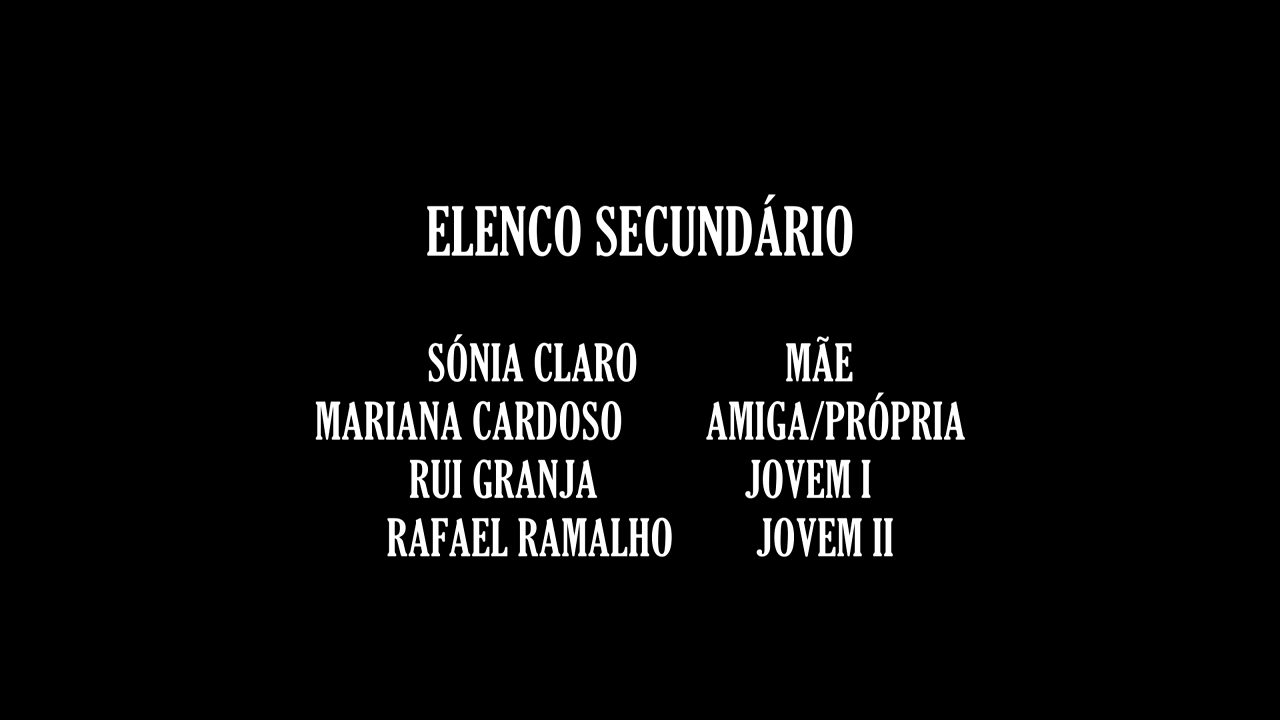 ELENCO SECUNDÁRIO
SÓNIA CLARO MÃE
MARIANA CARDOSO AMIGA/PRÓPRIA
RUI GRANJA JOVEM I
RAFAEL RAMALHO JOVEM II